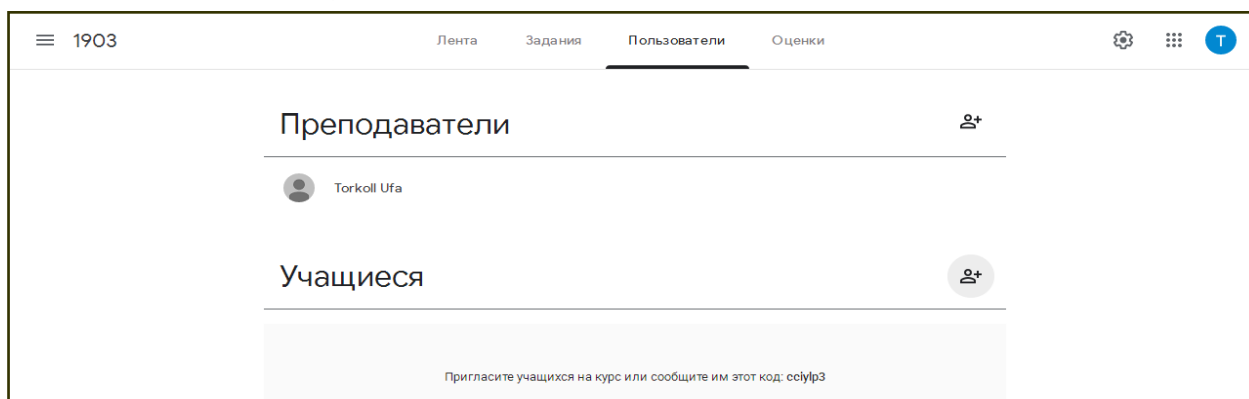 1903
Лента Задания Пользователи Оценки
T
Преподаватели
Torkoll Ufa
Учащиеся
Пригласите учащихся на курс или сообщите им этот код: cciylp3